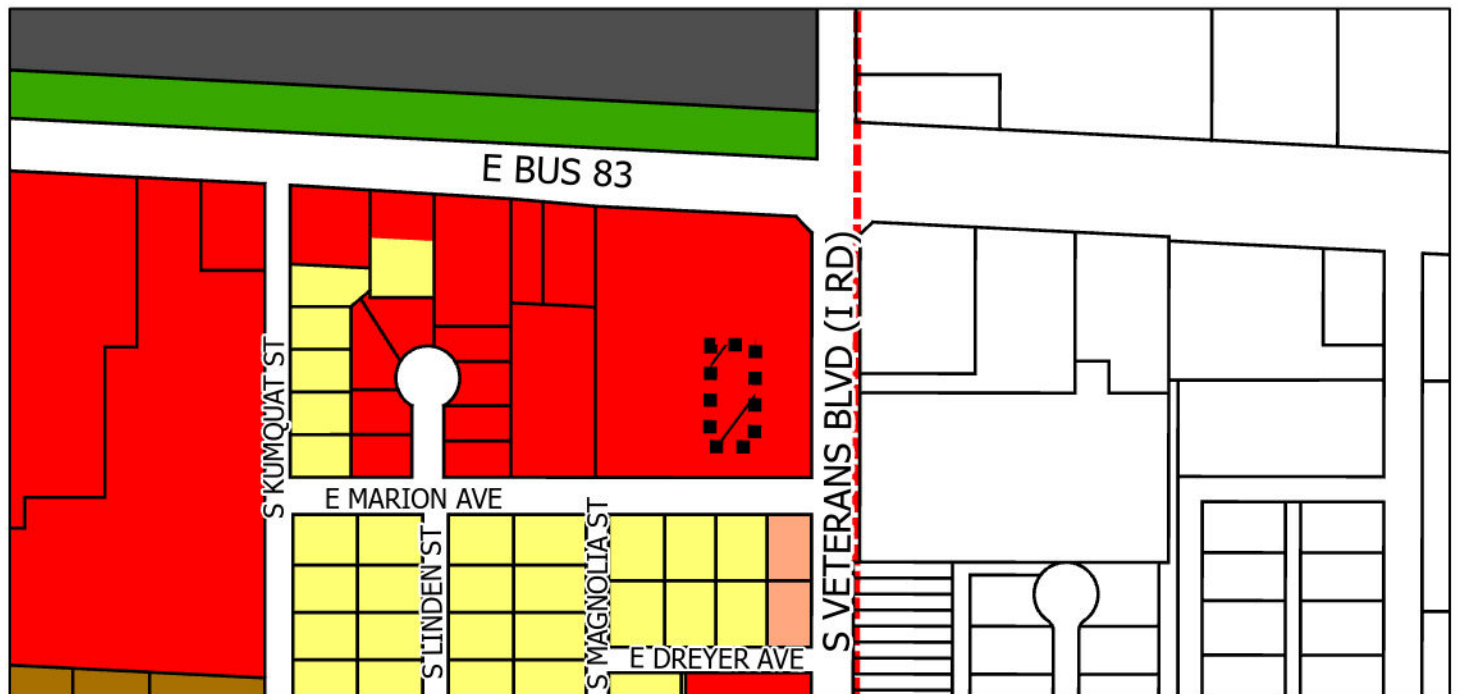 E BUS 83
S VETERANS BLVD (I RD)
S KUMQUAT ST
E MARION AVE
S LINDEN ST
S MAGNOLIA ST
E DREYER AVE